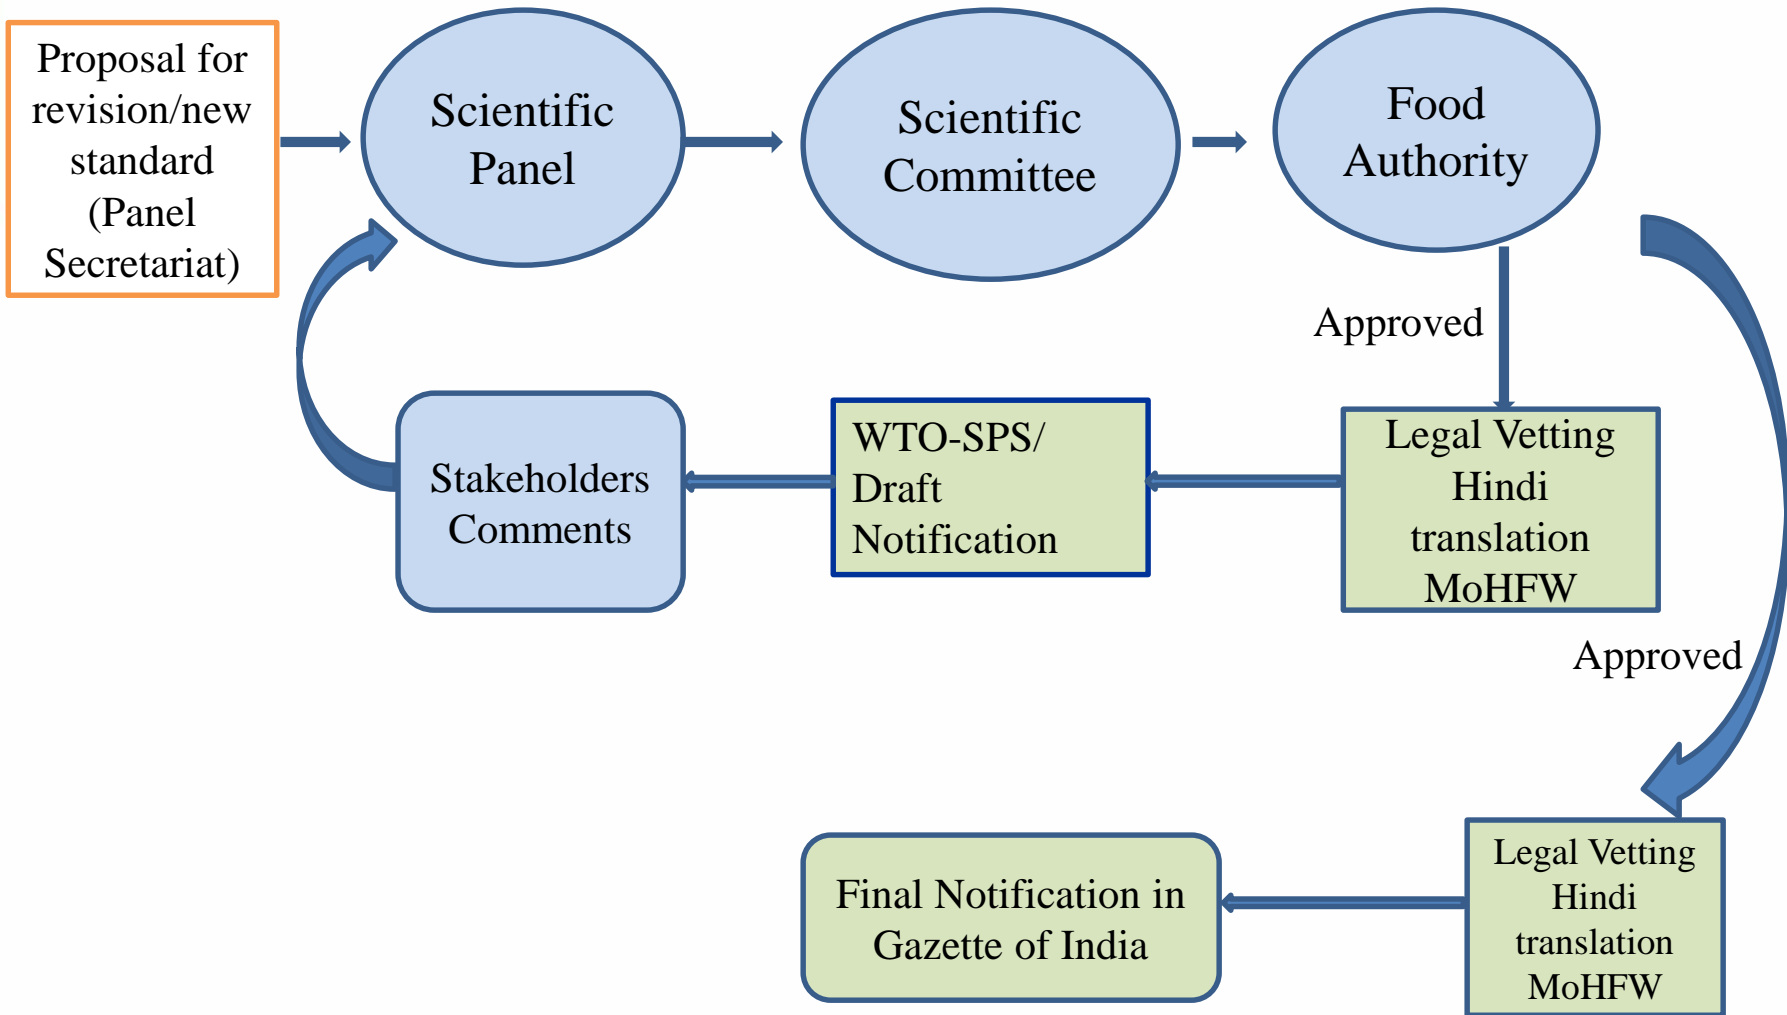 Proposal for
revision/new
standard
(Panel
Secretariat)
Scientific
Panel
Scientific
Committee
Food
Authority
Approved
Stakeholders
Comments
WTO-SPS/
Draft
Notification
Legal Vetting
Hindi
translation
MoHFW
Approved
Final Notification in
Gazette of India
Legal Vetting
Hindi
translation
MoHFW